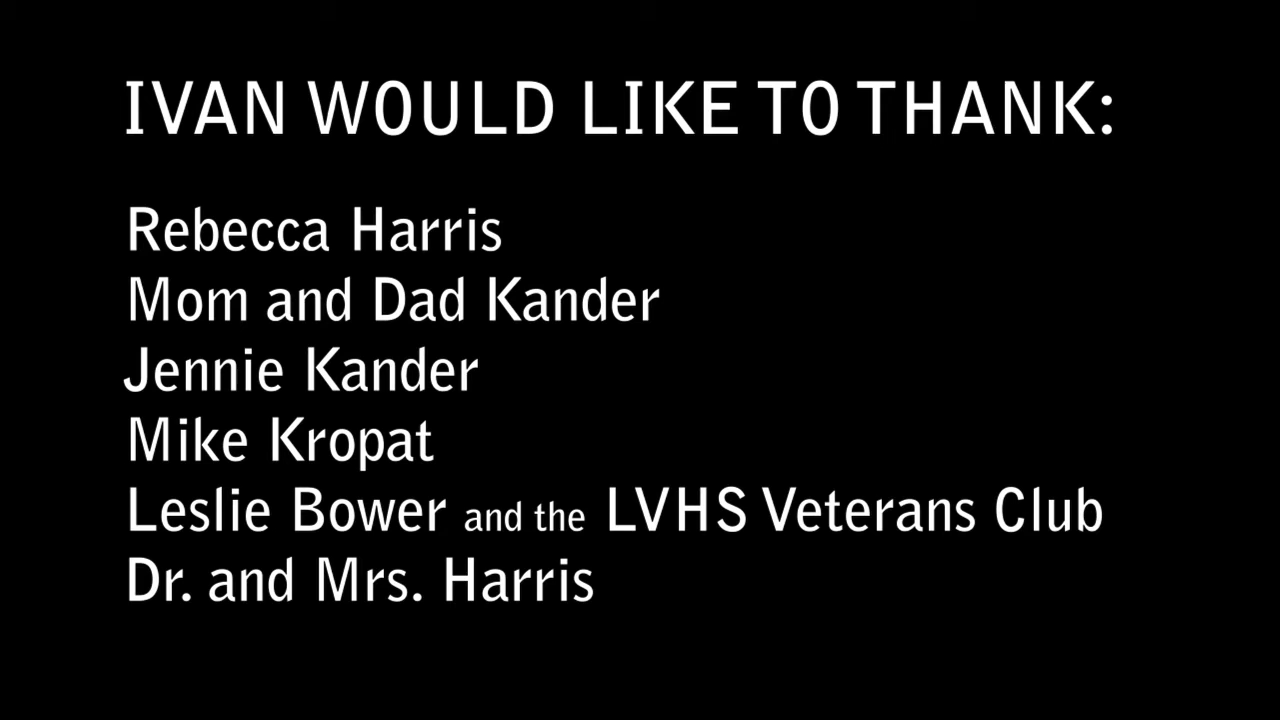 IVAN WOULD LIKE TO THANK:
Rebecca Harris
Mom and Dad Kander
Jennie Kander
Mike Kropat
Leslie Bower and the LVHS Veterans Club
Dr. and Mrs. Harris